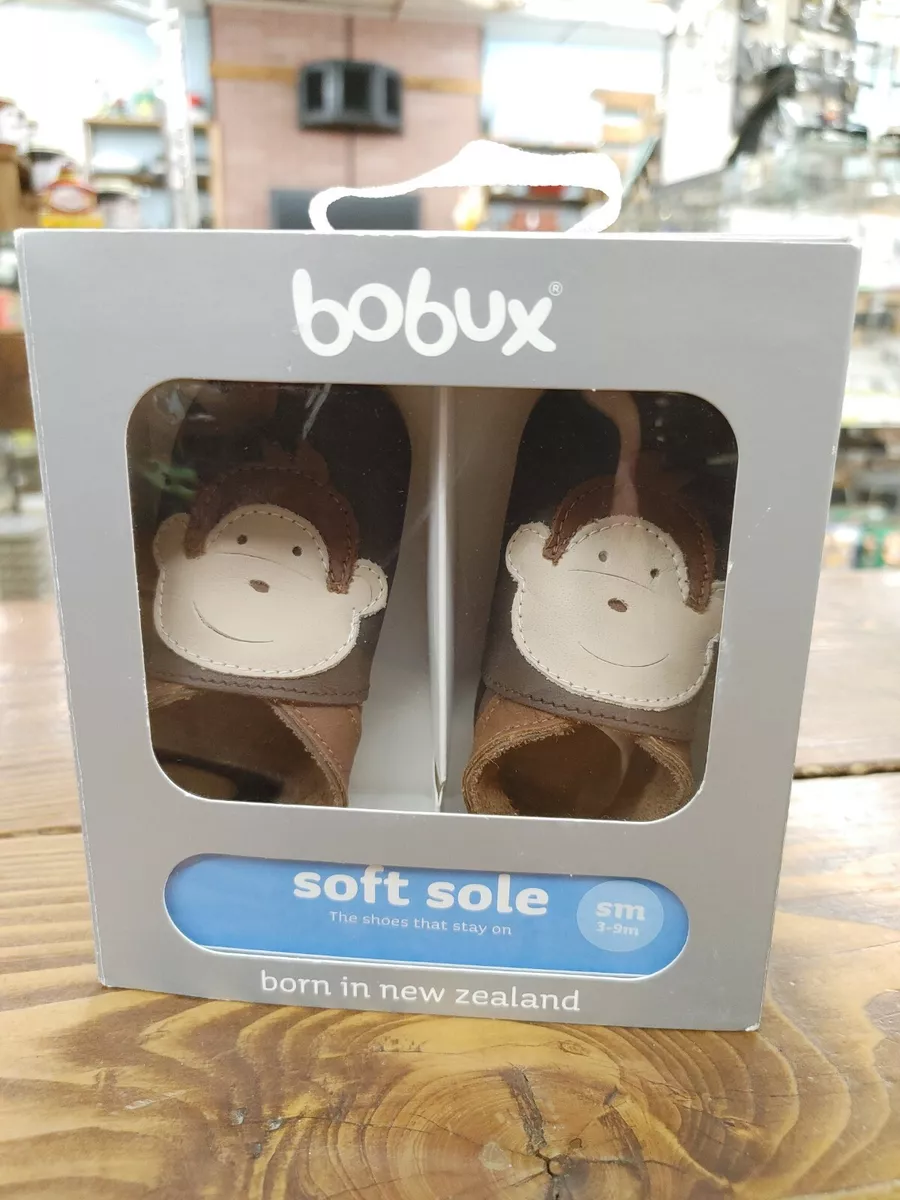 bobux®
soft sole
The shoes that stay on
sm
3-9m
born in new zealand